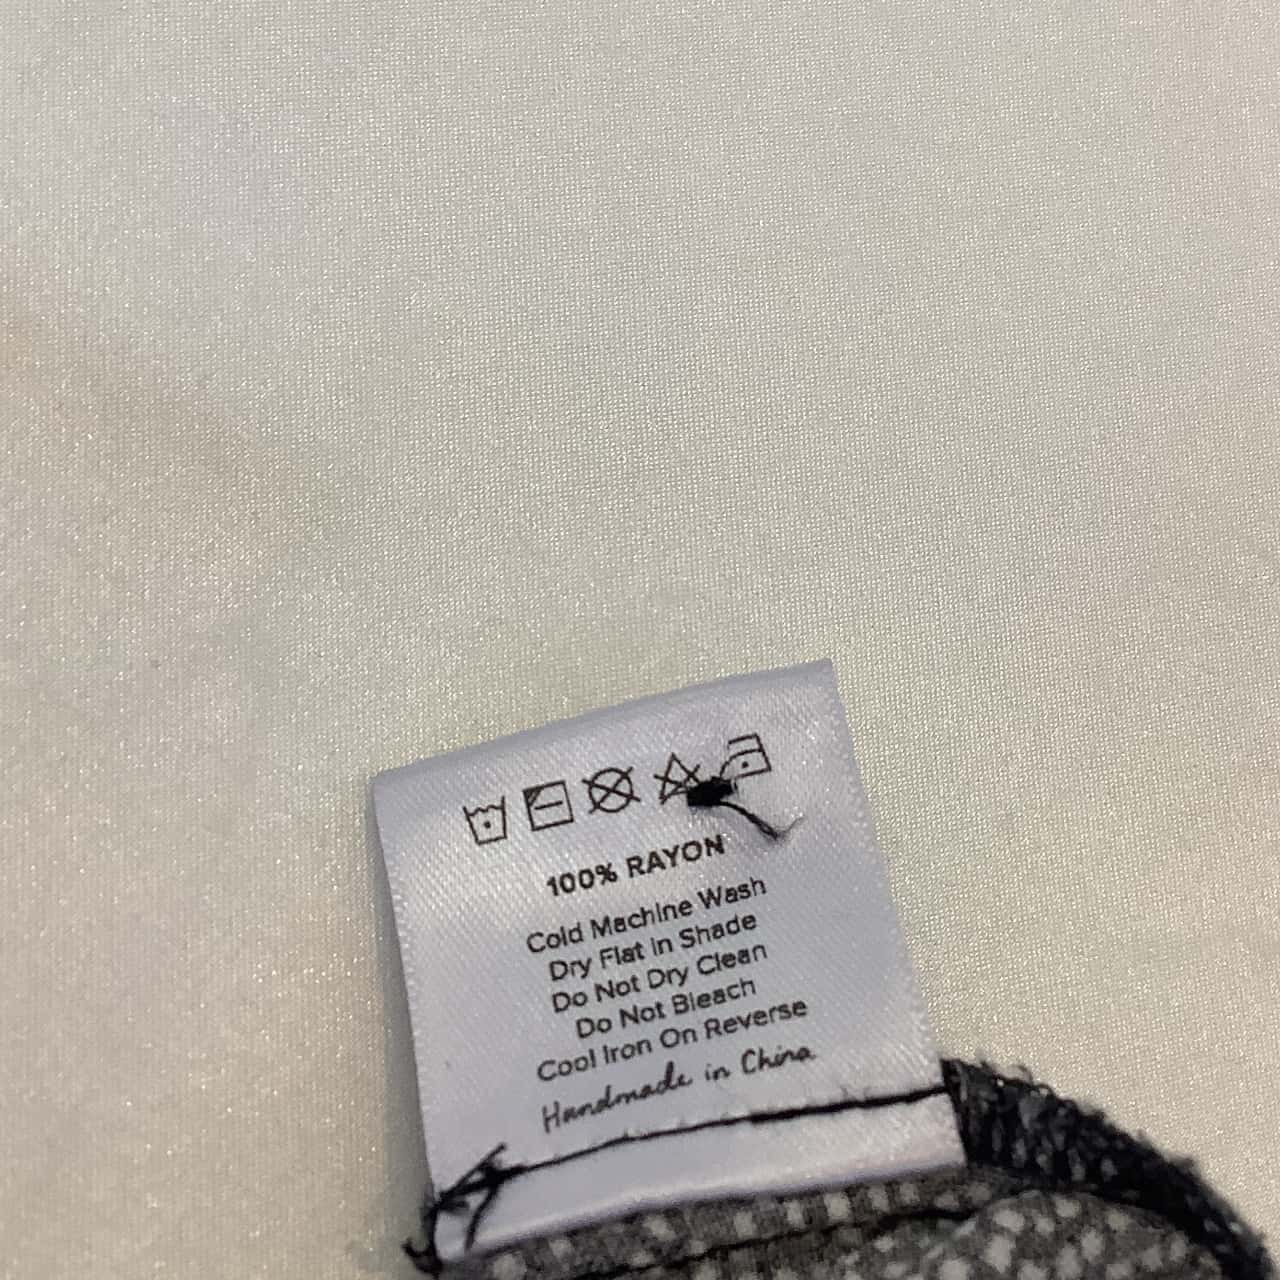 100% RAYON
Cold Machine Wash
Dry Flat In Shade
Do Not Dry Clean
Do Not Bleach
Cool Iron On Reverse
Handmade in China